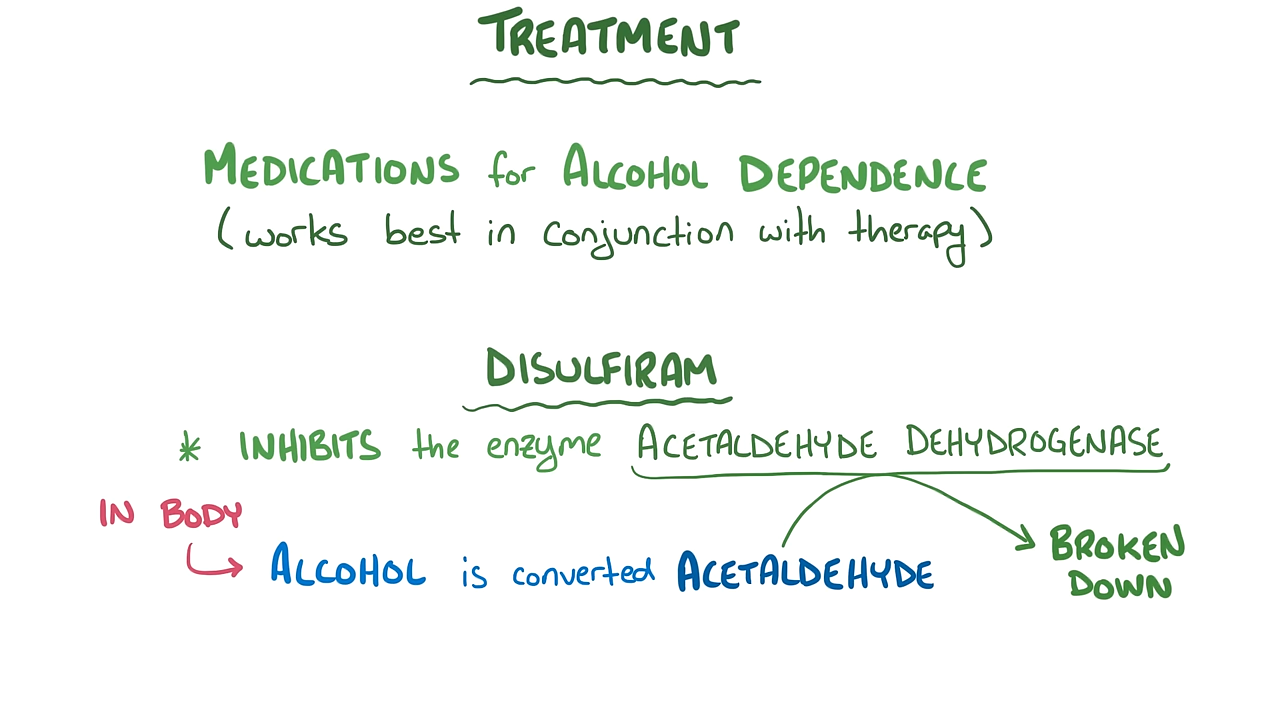 TREATMENT
MEDICATIONS for ALCOHOL DEPENDENCE
(works best in conjunction with therapy)
DISULFIRAM
* INHIBITS the enzyme ACETALDEHYDE DEHYDROGENASE
IN BODY
ALCOHOL is converted ACETALDEHYDE
BROKEN
DOWN